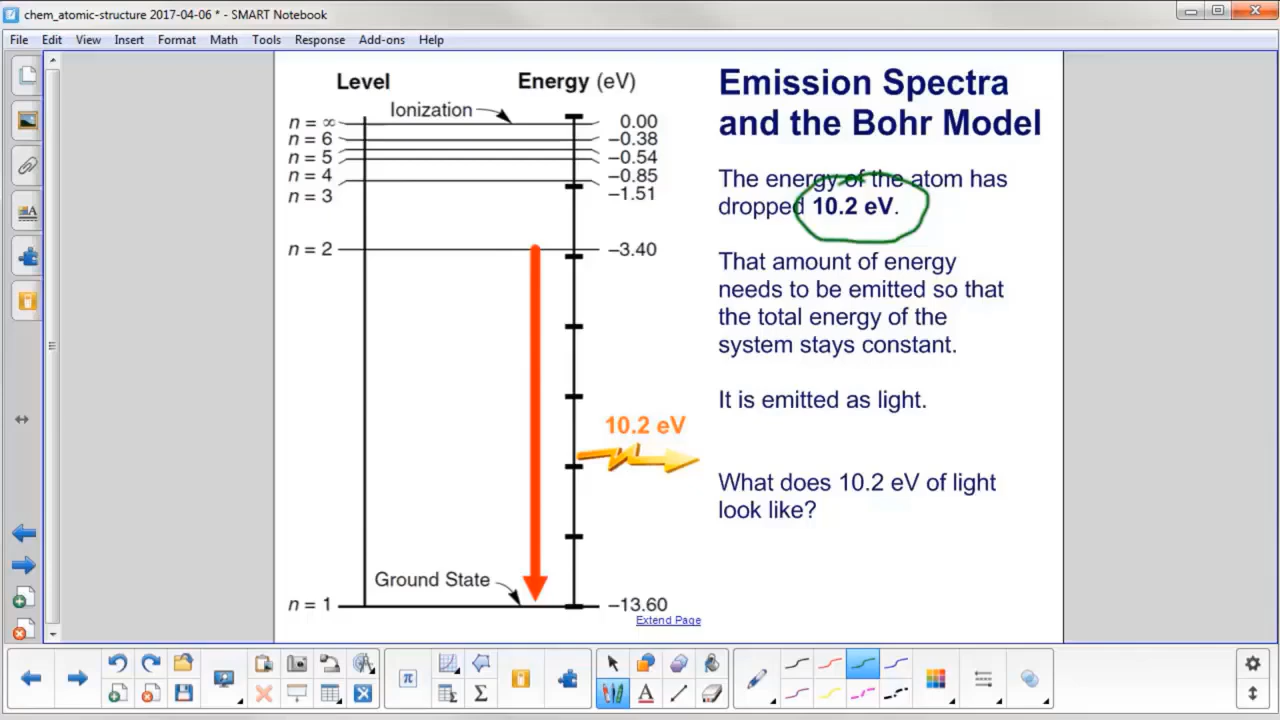 chem_atomic-structure 2017-04-06 * - SMART Notebook
File Edit View Insert Format Math Tools Response Add-ons Help
Level Energy (eV)
Ionization
n = ∞ 0.00
n = 6 −0.38
n = 5 −0.54
n = 4 −0.85
n = 3 −1.51
n = 2 −3.40
10.2 eV
Ground State
n = 1 −13.60
Extend Page
Emission Spectra
and the Bohr Model
The energy of the atom has
dropped 10.2 eV.
That amount of energy
needs to be emitted so that
the total energy of the
system stays constant.
It is emitted as light.
What does 10.2 eV of light
look like?